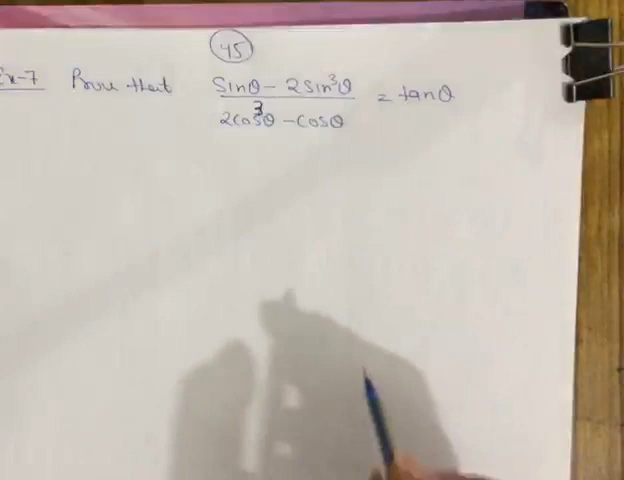 45
Ex-7 Prove that sinθ - 2sin³θ / 2cos³θ - cosθ = tanθ